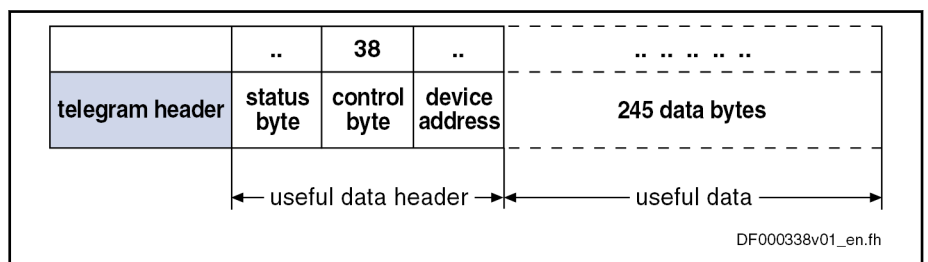 .. 38 .. .. .. .. .. ..
telegram header status byte control byte device address 245 data bytes
useful data header useful data
DF000338v01_en.fh